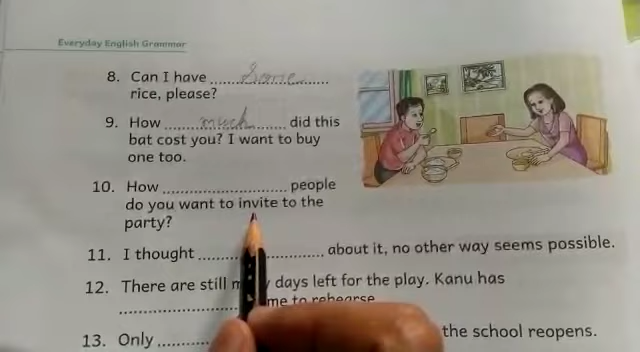 Everyday English Grammar
8. Can I have ....some.... rice, please?
9. How ....much.... did this
bat cost you? I want to buy
one too.
10. How .............................. people
do you want to invite to the
party?
11. I thought .............................. about it, no other way seems possible.
12. There are still days left for the play. Kanu has
.............................. to rehearse
13. Only .............. the school reopens.